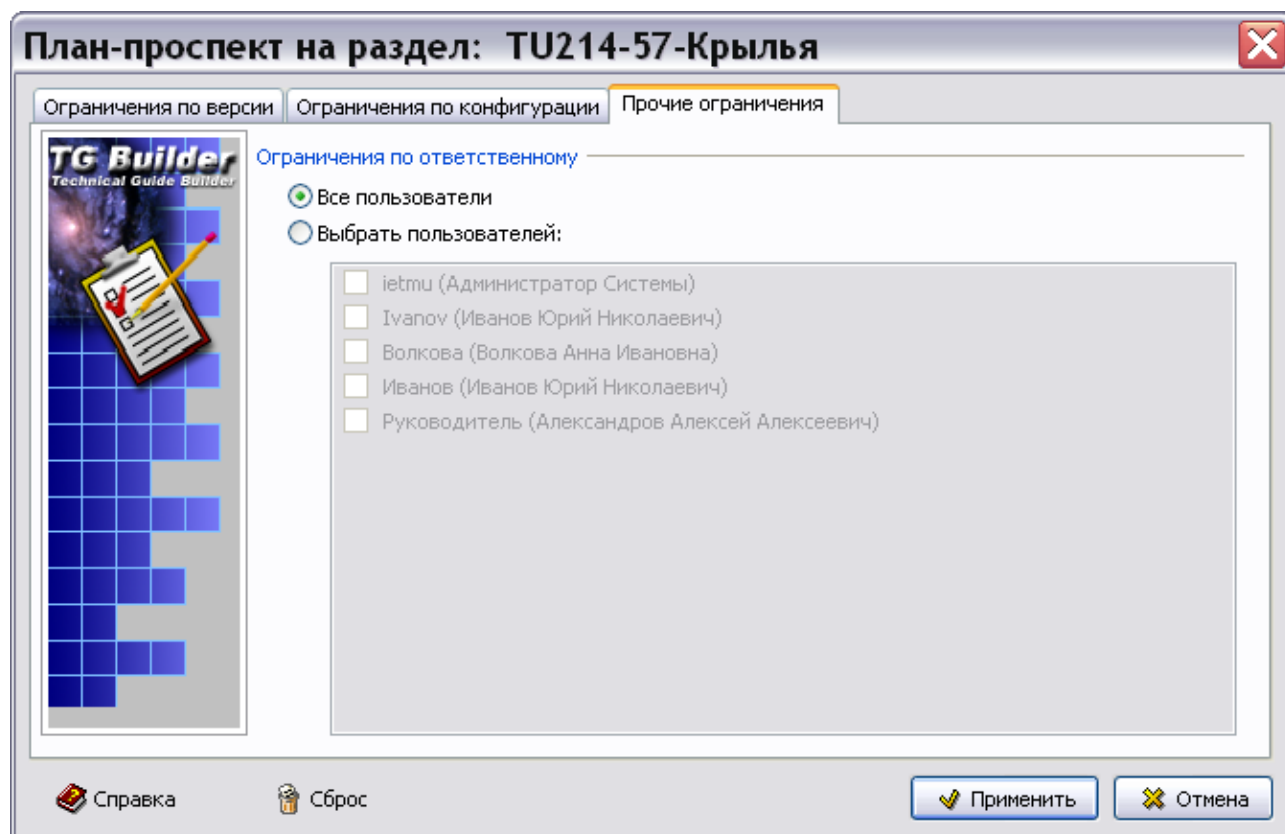 План-проспект на раздел: TU214-57-Крылья
Ограничения по версии
Ограничения по конфигурации
Прочие ограничения
TG Builder
Technical Guide Builder
Ограничения по ответственному
Все пользователи
Выбрать пользователей:
ietmu (Администратор Системы)
Ivanov (Иванов Юрий Николаевич)
Волкова (Волкова Анна Ивановна)
Иванов (Иванов Юрий Николаевич)
Руководитель (Александров Алексей Алексеевич)
Справка
Сброс
Применить
Отмена